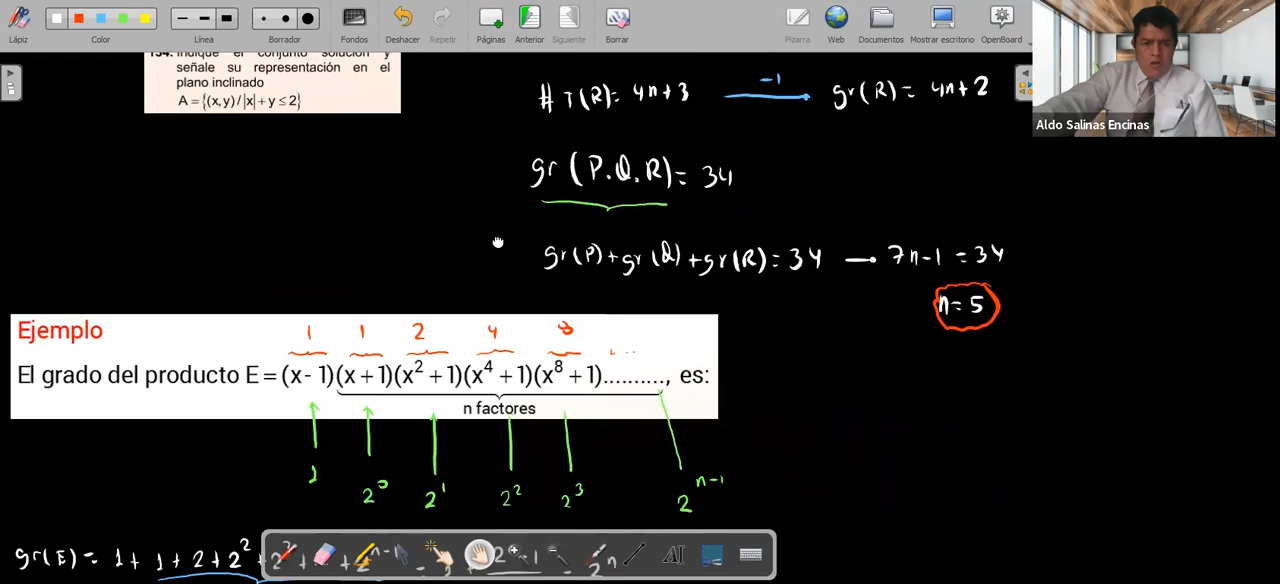 Lápiz Color Línea Borrador Fondos Deshacer Repetir Páginas Anterior Siguiente Borrar Pizarra Web Documentos Mostrar escritorio OpenBoard
134. Indique el conjunto solución y
señale su representación en el
plano inclinado
A = {(x,y) / |x| + y ≤ 2}
# T(R) = 4n+3 -1 gr(R) = 4n+2
Aldo Salinas Encinas
gr(P.Q.R) = 34
gr(P) + gr(Q) + gr(R) = 34 → 7n-1 = 34
n = 5
Ejemplo
1 1 2 4 8 ....
El grado del producto E = (x - 1)(x + 1)(x² + 1)(x⁴ + 1)(x⁸ + 1).........., es:
n factores
1 2⁰ 2¹ 2² 2³ 2ⁿ⁻¹
gr(E) = 1 + 1 + 2 + 2² +